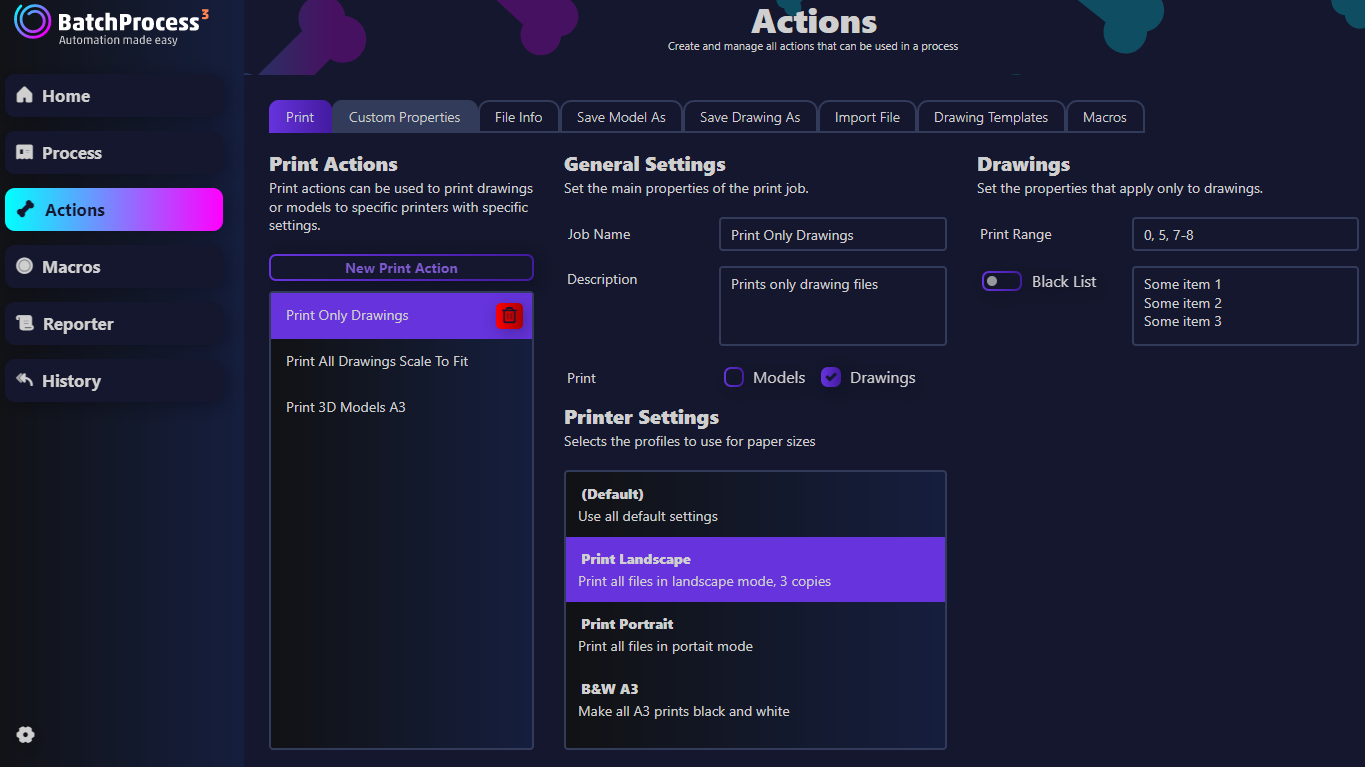 BatchProcess 3
Automation made easy
Home
Process
Actions
Macros
Reporter
History
Actions
Create and manage all actions that can be used in a process
Print
Custom Properties
File Info
Save Model As
Save Drawing As
Import File
Drawing Templates
Macros
Print Actions
Print actions can be used to print drawings
or models to specific printers with specific
settings.
New Print Action
Print Only Drawings
Print All Drawings Scale To Fit
Print 3D Models A3
General Settings
Set the main properties of the print job.
Job Name
Print Only Drawings
Description
Prints only drawing files
Print
Models
Drawings
Printer Settings
Selects the profiles to use for paper sizes
(Default)
Use all default settings
Print Landscape
Print all files in landscape mode, 3 copies
Print Portrait
Print all files in portait mode
B&W A3
Make all A3 prints black and white
Drawings
Set the properties that apply only to drawings.
Print Range
0, 5, 7-8
Black List
Some item 1
Some item 2
Some item 3